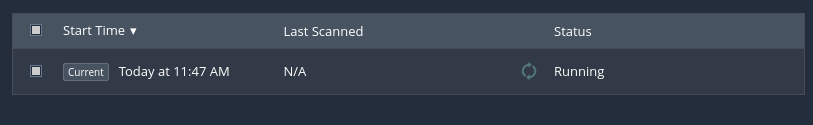 Start Time ▾ Last Scanned Status
Current Today at 11:47 AM N/A Running